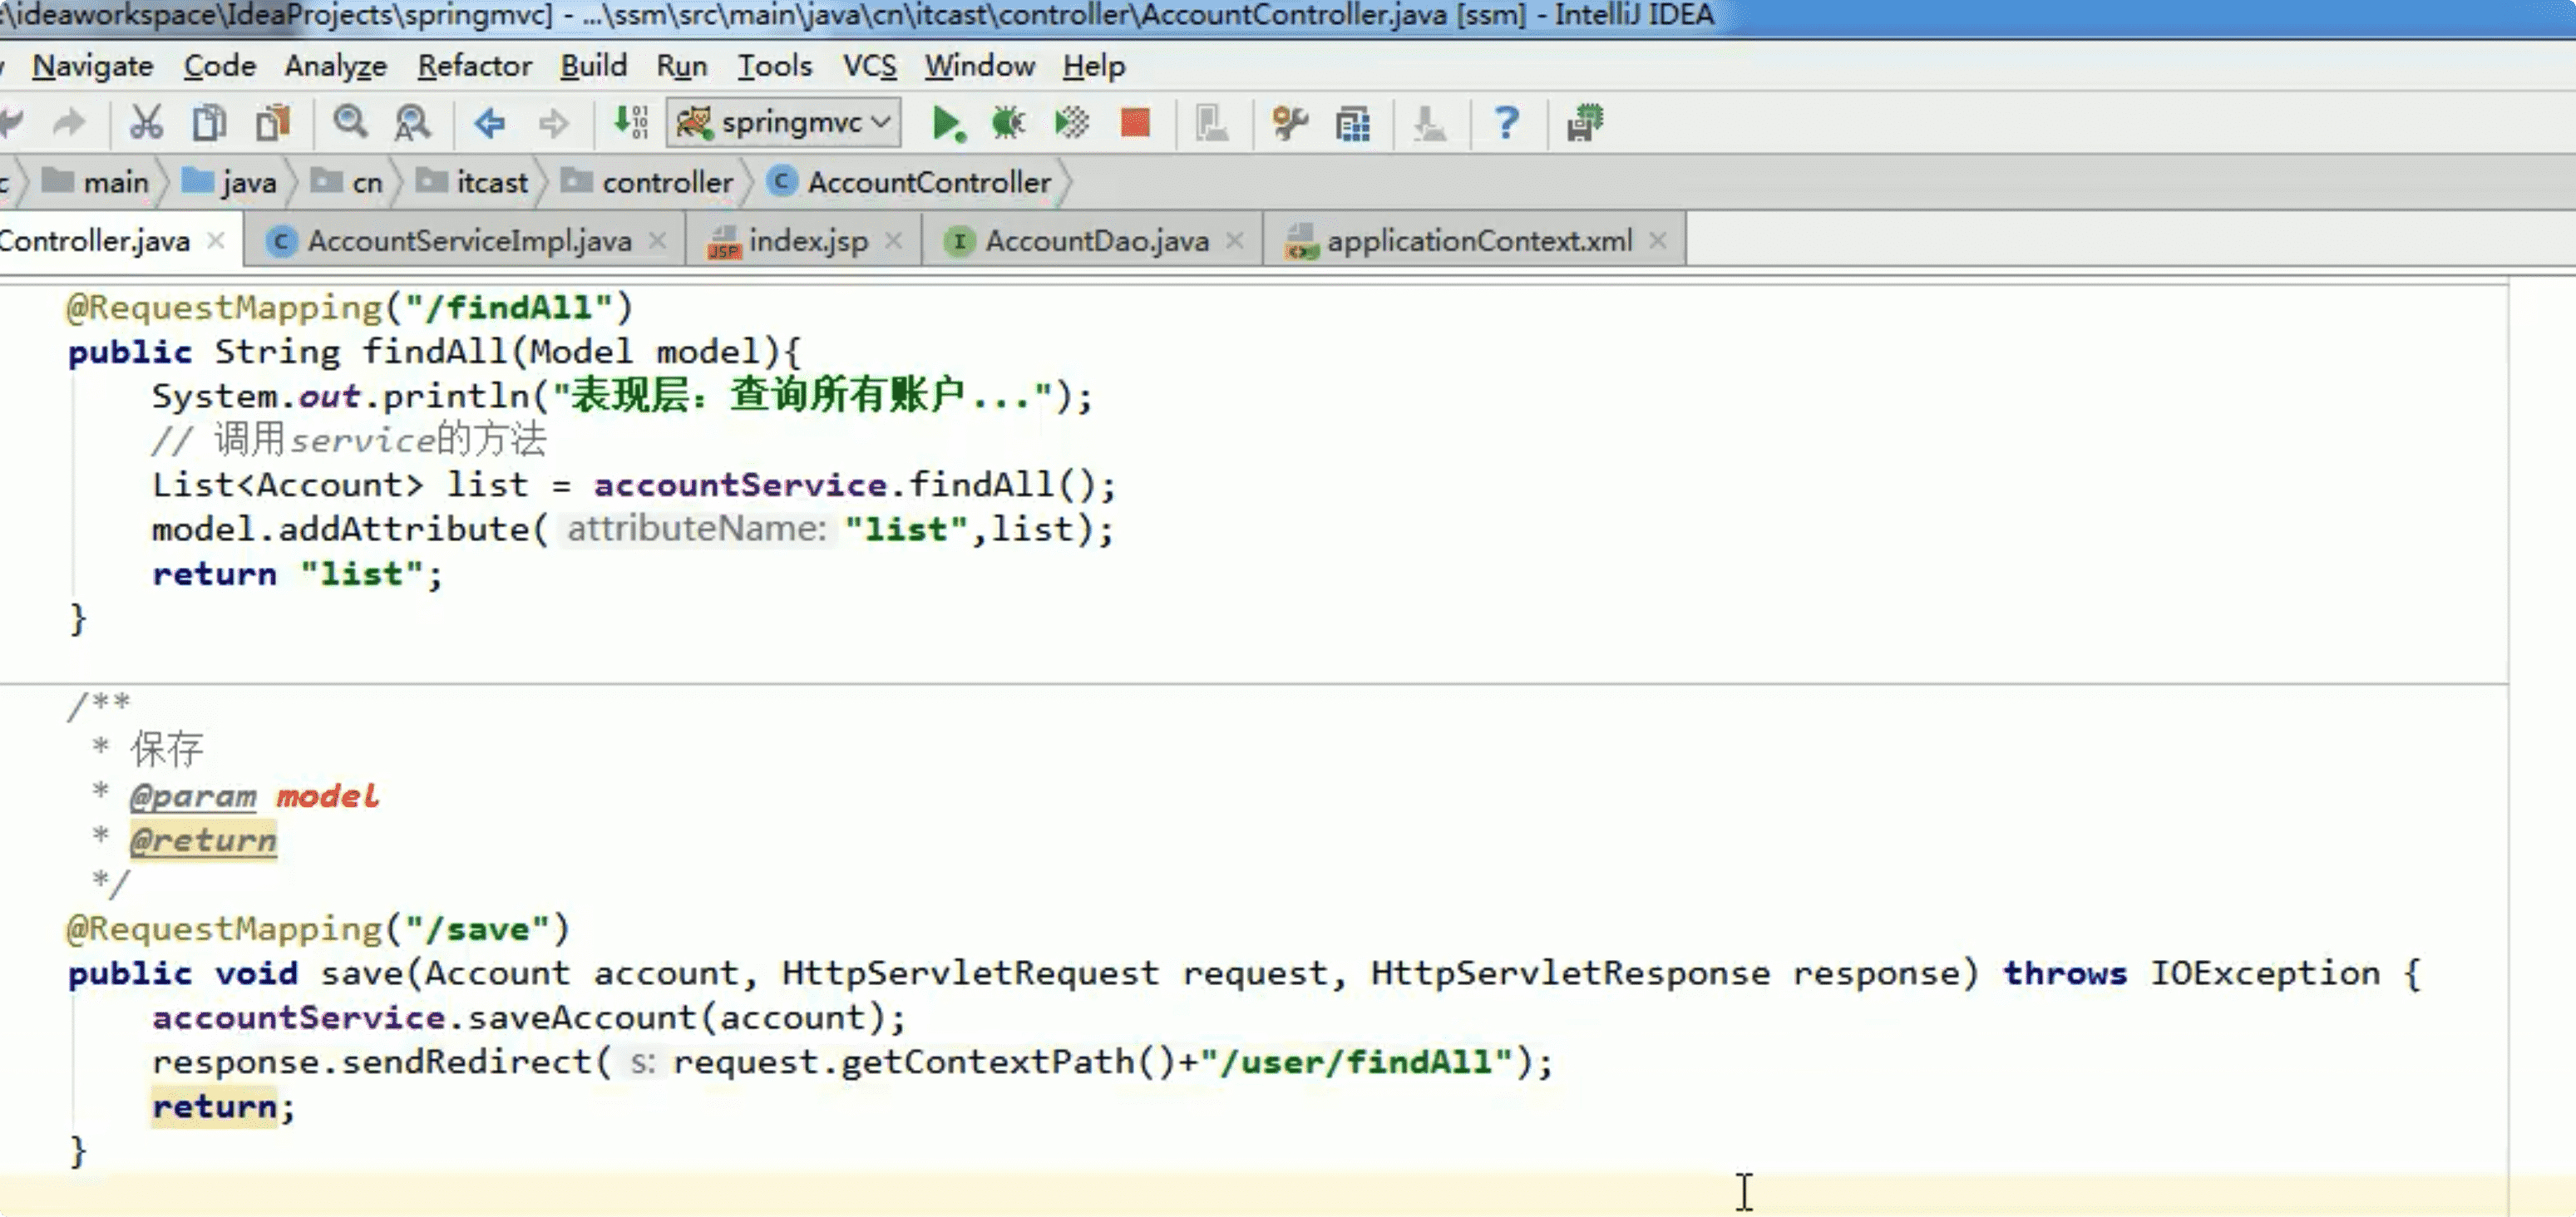 :\ideaworkspace\IdeaProjects\springmvc] - ...\ssm\src\main\java\cn\itcast\controller\AccountController.java [ssm] - IntelliJ IDEA
Navigate Code Analyze Refactor Build Run Tools VCS Window Help
springmvc
main java cn itcast controller AccountController
Controller.java AccountServiceImpl.java index.jsp AccountDao.java applicationContext.xml
@RequestMapping("/findAll")
public String findAll(Model model){
System.out.println("表现层：查询所有账户...");
// 调用service的方法
List<Account> list = accountService.findAll();
model.addAttribute( attributeName: "list",list);
return "list";
}
/**
* 保存
* @param model
* @return
*/
@RequestMapping("/save")
public void save(Account account, HttpServletRequest request, HttpServletResponse response) throws IOException {
accountService.saveAccount(account);
response.sendRedirect( s: request.getContextPath()+"/user/findAll");
return;
}